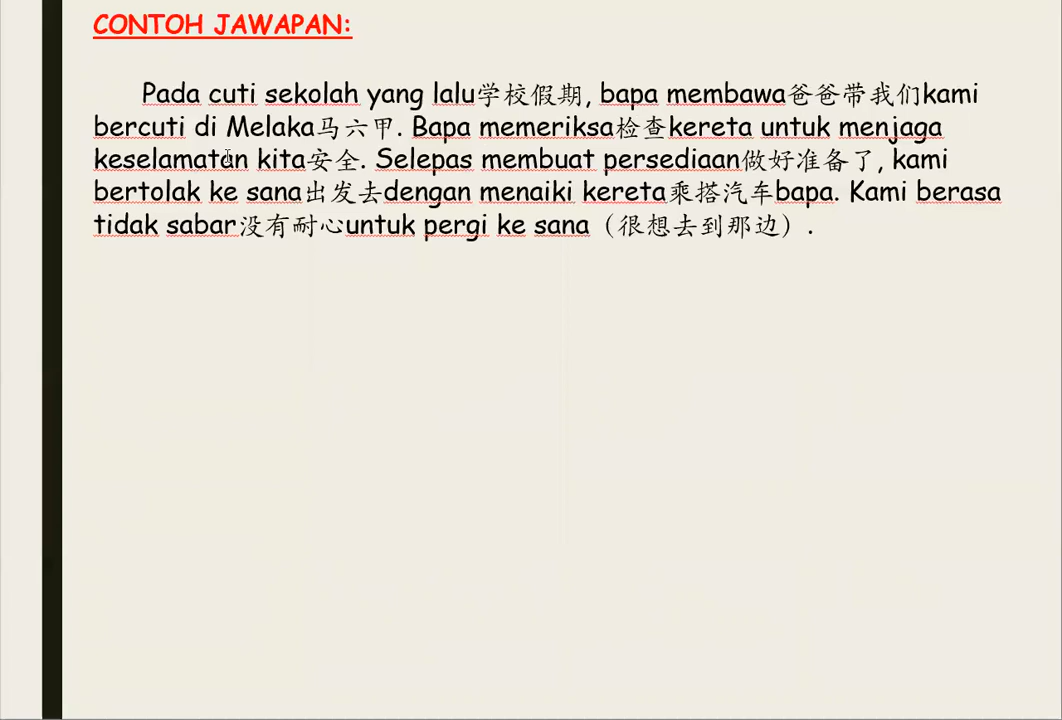 CONTOH JAWAPAN:
Pada cuti sekolah yang lalu学校假期, bapa membawa爸爸带我们kami
bercuti di Melaka马六甲. Bapa memeriksa检查kereta untuk menjaga
keselamatan kita安全. Selepas membuat persediaan做好准备了, kami
bertolak ke sana出发去dengan menaiki kereta乘搭汽车bapa. Kami berasa
tidak sabar没有耐心untuk pergi ke sana（很想去到那边）.